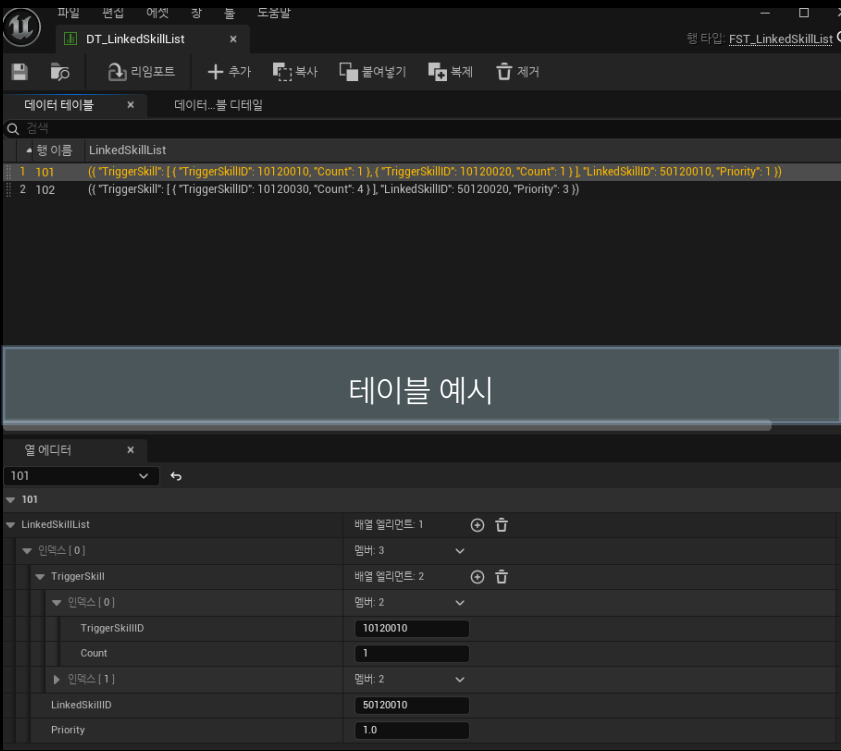 파일 편집 에셋 창 툴 도움말
DT_LinkedSkillList
행 타입: FST_LinkedSkillList
리임포트 추가 복사 붙여넣기 복제 제거
데이터 테이블 데이터...블 디테일
검색
행 이름 LinkedSkillList
1 101 ({ "TriggerSkill": [ { "TriggerSkillID": 10120010, "Count": 1 }, { "TriggerSkillID": 10120020, "Count": 1 } ], "LinkedSkillID": 50120010, "Priority": 1 })
2 102 ({ "TriggerSkill": [ { "TriggerSkillID": 10120030, "Count": 4 } ], "LinkedSkillID": 50120020, "Priority": 3 })
테이블 예시
열 에디터
101
101
LinkedSkillList 배열 엘리먼트: 1
인덱스 [ 0 ] 멤버: 3
TriggerSkill 배열 엘리먼트: 2
인덱스 [ 0 ] 멤버: 2
TriggerSkillID 10120010
Count 1
인덱스 [ 1 ] 멤버: 2
LinkedSkillID 50120010
Priority 1.0